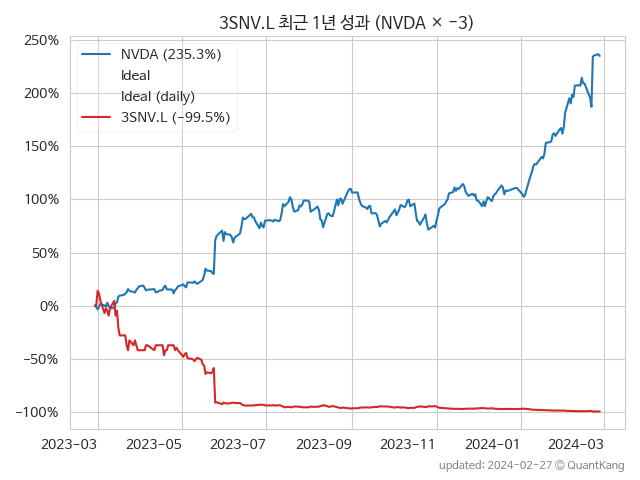 3SNV.L 최근 1년 성과 (NVDA × −3)
250%
200%
150%
100%
50%
0%
−50%
−100%
NVDA (235.3%)
Ideal
Ideal (daily)
3SNV.L (−99.5%)
2023-03
2023-05
2023-07
2023-09
2023-11
2024-01
2024-03
updated: 2024-02-27 © QuantKang